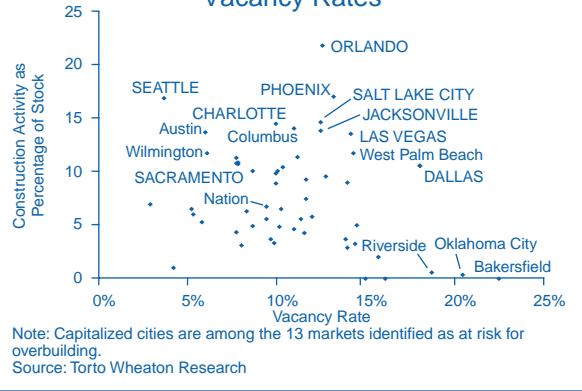 Vacancy Rates
Construction Activity as
Percentage of Stock
25
20
15
10
5
0
ORLANDO
SEATTLE
PHOENIX
SALT LAKE CITY
CHARLOTTE
JACKSONVILLE
Austin
Columbus
LAS VEGAS
Wilmington
West Palm Beach
SACRAMENTO
DALLAS
Nation
Riverside
Oklahoma City
Bakersfield
0%
5%
10%
15%
20%
25%
Vacancy Rate
Note: Capitalized cities are among the 13 markets identified as at risk for
overbuilding.
Source: Torto Wheaton Research